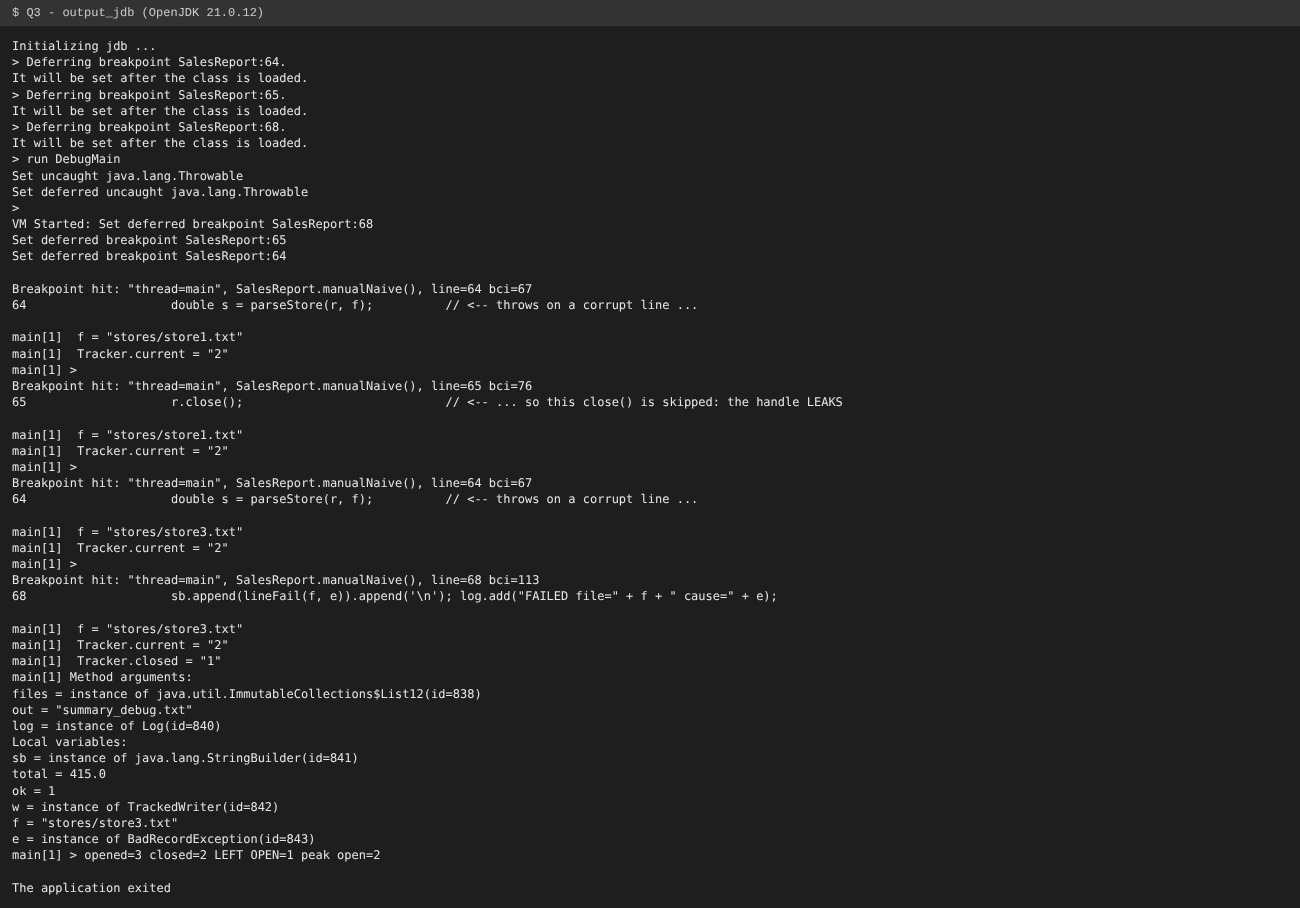 $ Q3 - output_jdb (OpenJDK 21.0.12)
Initializing jdb ...
> Deferring breakpoint SalesReport:64.
It will be set after the class is loaded.
> Deferring breakpoint SalesReport:65.
It will be set after the class is loaded.
> Deferring breakpoint SalesReport:68.
It will be set after the class is loaded.
> run DebugMain
Set uncaught java.lang.Throwable
Set deferred uncaught java.lang.Throwable
>
VM Started: Set deferred breakpoint SalesReport:68
Set deferred breakpoint SalesReport:65
Set deferred breakpoint SalesReport:64

Breakpoint hit: "thread=main", SalesReport.manualNaive(), line=64 bci=67
64                    double s = parseStore(r, f);          // <-- throws on a corrupt line ...

main[1]  f = "stores/store1.txt"
main[1]  Tracker.current = "2"
main[1] >
Breakpoint hit: "thread=main", SalesReport.manualNaive(), line=65 bci=76
65                    r.close();                            // <-- ... so this close() is skipped: the handle LEAKS

main[1]  f = "stores/store1.txt"
main[1]  Tracker.current = "2"
main[1] >
Breakpoint hit: "thread=main", SalesReport.manualNaive(), line=64 bci=67
64                    double s = parseStore(r, f);          // <-- throws on a corrupt line ...

main[1]  f = "stores/store3.txt"
main[1]  Tracker.current = "2"
main[1] >
Breakpoint hit: "thread=main", SalesReport.manualNaive(), line=68 bci=113
68                    sb.append(lineFail(f, e)).append('\n'); log.add("FAILED file=" + f + " cause=" + e);

main[1]  f = "stores/store3.txt"
main[1]  Tracker.current = "2"
main[1]  Tracker.closed = "1"
main[1] Method arguments:
files = instance of java.util.ImmutableCollections$List12(id=838)
out = "summary_debug.txt"
log = instance of Log(id=840)
Local variables:
sb = instance of java.lang.StringBuilder(id=841)
total = 415.0
ok = 1
w = instance of TrackedWriter(id=842)
f = "stores/store3.txt"
e = instance of BadRecordException(id=843)
main[1] > opened=3 closed=2 LEFT OPEN=1 peak open=2

The application exited